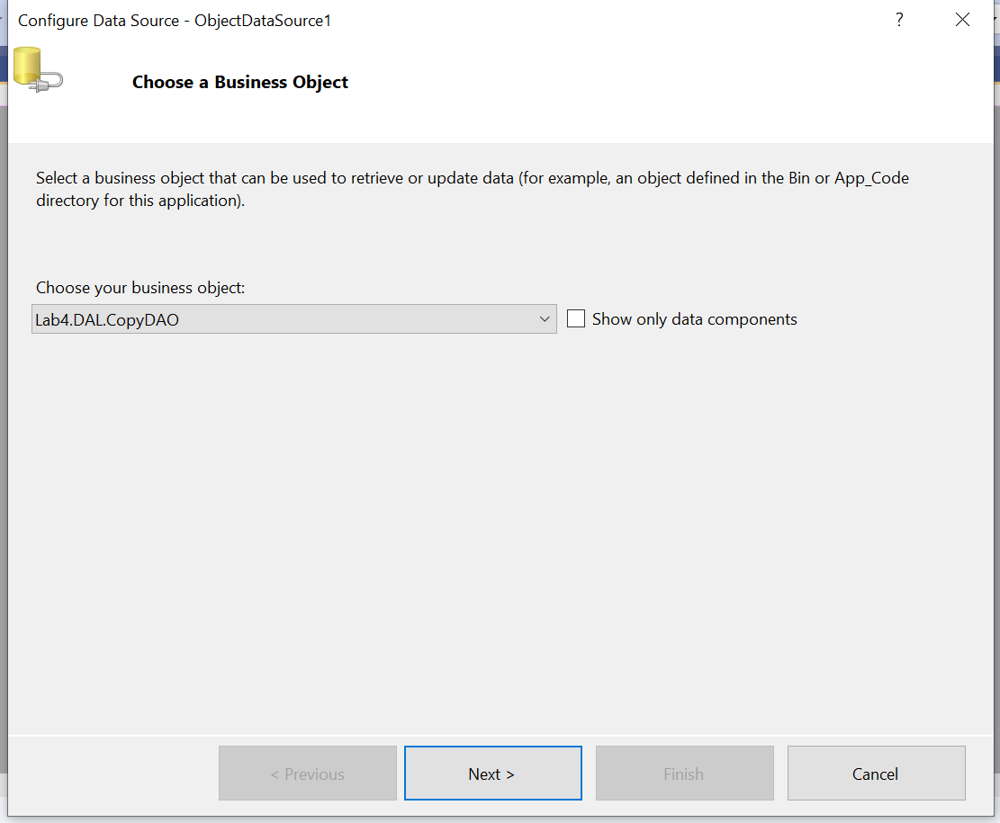 Configure Data Source - ObjectDataSource1
?
Choose a Business Object
Select a business object that can be used to retrieve or update data (for example, an object defined in the Bin or App_Code
directory for this application).
Choose your business object:
Lab4.DAL.CopyDAO
Show only data components
< Previous
Next >
Finish
Cancel